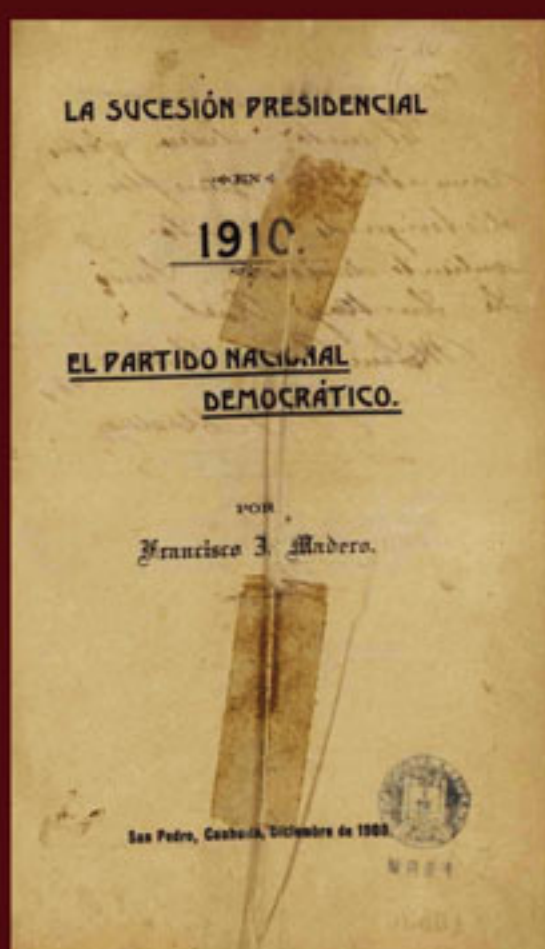 LA SUCESIÓN PRESIDENCIAL
EN
1910.
EL PARTIDO NACIONAL
DEMOCRÁTICO.
POR
Francisco I. Madero.
San Pedro, Coahuila, Diciembre de 1908.